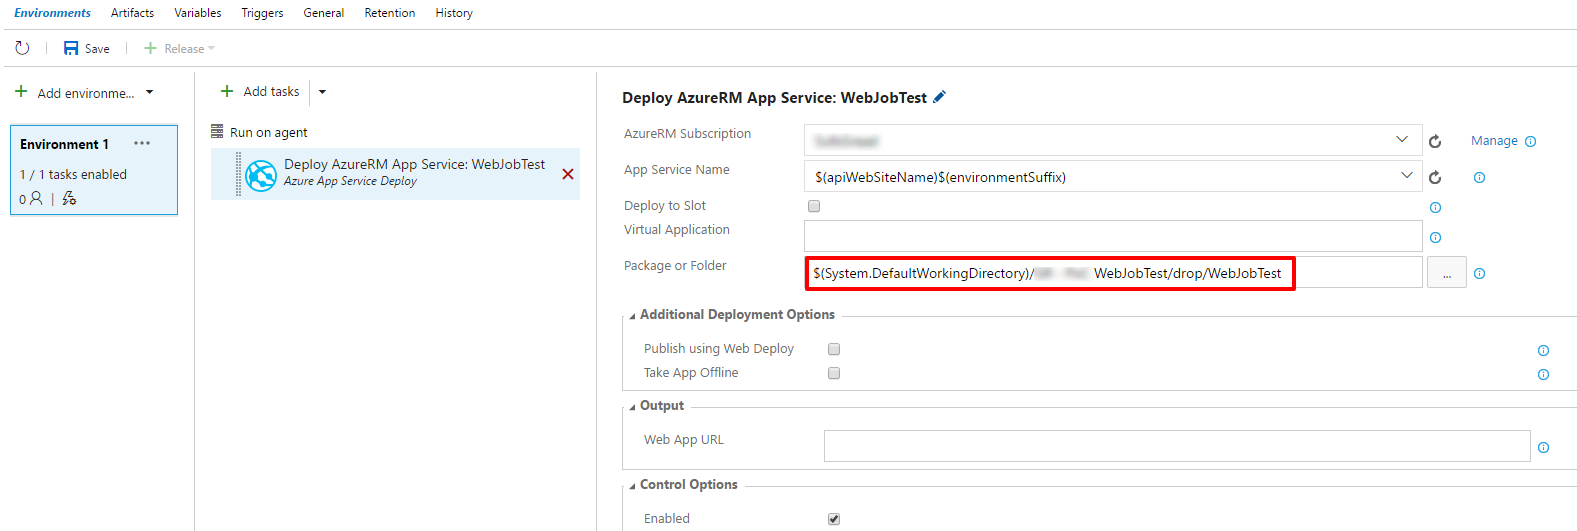 Environments Artifacts Variables Triggers General Retention History
Save Release
Add environme... Add tasks
Deploy AzureRM App Service: WebJobTest
Environment 1 ...
1 / 1 tasks enabled
0
Run on agent
Deploy AzureRM App Service: WebJobTest
Azure App Service Deploy
AzureRM Subscription Manage
App Service Name $(apiWebSiteName)$(environmentSuffix)
Deploy to Slot
Virtual Application
Package or Folder $(System.DefaultWorkingDirectory)/ WebJobTest/drop/WebJobTest ...
Additional Deployment Options
Publish using Web Deploy
Take App Offline
Output
Web App URL
Control Options
Enabled